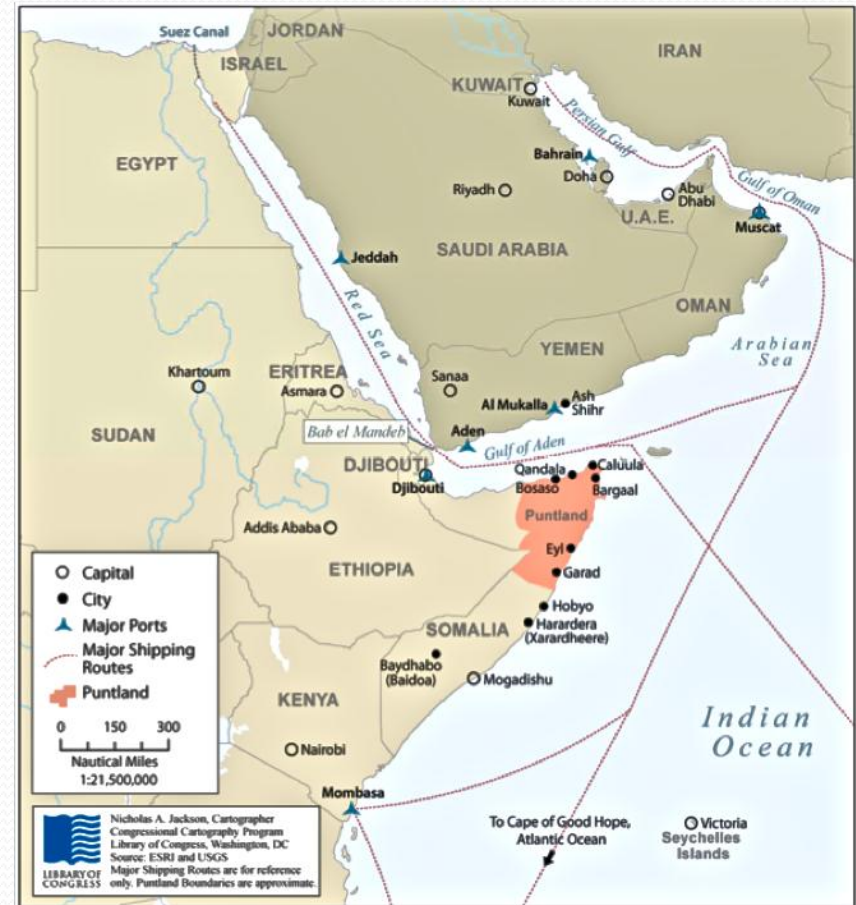 Suez Canal
JORDAN
ISRAEL
IRAN
KUWAIT
Kuwait
Persian Gulf
EGYPT
Bahrain
Doha
Riyadh
Abu
Dhabi
Gulf of Oman
U.A.E.
Muscat
SAUDI ARABIA
Jeddah
Red Sea
OMAN
Arabian
Sea
YEMEN
Khartoum
ERITREA
Asmara
Sanaa
Al Mukalla
Ash
Shihr
SUDAN
Bab el Mandeb
Aden
Gulf of Aden
DJIBOUTI
Djibouti
Qandala
Caluula
Bosaso
Bargaal
Puntland
Addis Ababa
Eyl
ETHIOPIA
Garad
Hobyo
SOMALIA
Harardera
(Xarardheere)
Baydhabo
(Baidoa)
Mogadishu
KENYA
Nairobi
Indian
Ocean
Mombasa
To Cape of Good Hope,
Atlantic Ocean
Victoria
Seychelles
Islands
Capital
City
Major Ports
Major Shipping
Routes
Puntland
0 150 300
Nautical Miles
1:21,500,000
LIBRARY OF
CONGRESS
Nicholas A. Jackson, Cartographer
Congressional Cartography Program
Library of Congress, Washington, DC
Source: ESRI and USGS
Major Shipping Routes are for reference
only. Puntland Boundaries are approximate.